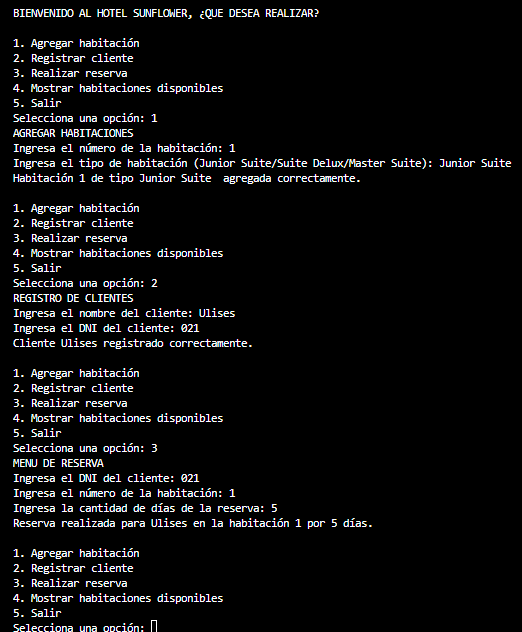 BIENVENIDO AL HOTEL SUNFLOWER, ¿QUE DESEA REALIZAR?
1. Agregar habitación
2. Registrar cliente
3. Realizar reserva
4. Mostrar habitaciones disponibles
5. Salir
Selecciona una opción: 1
AGREGAR HABITACIONES
Ingresa el número de la habitación: 1
Ingresa el tipo de habitación (Junior Suite/Suite Delux/Master Suite): Junior Suite
Habitación 1 de tipo Junior Suite  agregada correctamente.
1. Agregar habitación
2. Registrar cliente
3. Realizar reserva
4. Mostrar habitaciones disponibles
5. Salir
Selecciona una opción: 2
REGISTRO DE CLIENTES
Ingresa el nombre del cliente: Ulises
Ingresa el DNI del cliente: 021
Cliente Ulises registrado correctamente.
1. Agregar habitación
2. Registrar cliente
3. Realizar reserva
4. Mostrar habitaciones disponibles
5. Salir
Selecciona una opción: 3
MENU DE RESERVA
Ingresa el DNI del cliente: 021
Ingresa el número de la habitación: 1
Ingresa la cantidad de días de la reserva: 5
Reserva realizada para Ulises en la habitación 1 por 5 días.
1. Agregar habitación
2. Registrar cliente
3. Realizar reserva
4. Mostrar habitaciones disponibles
5. Salir
Selecciona una opción: